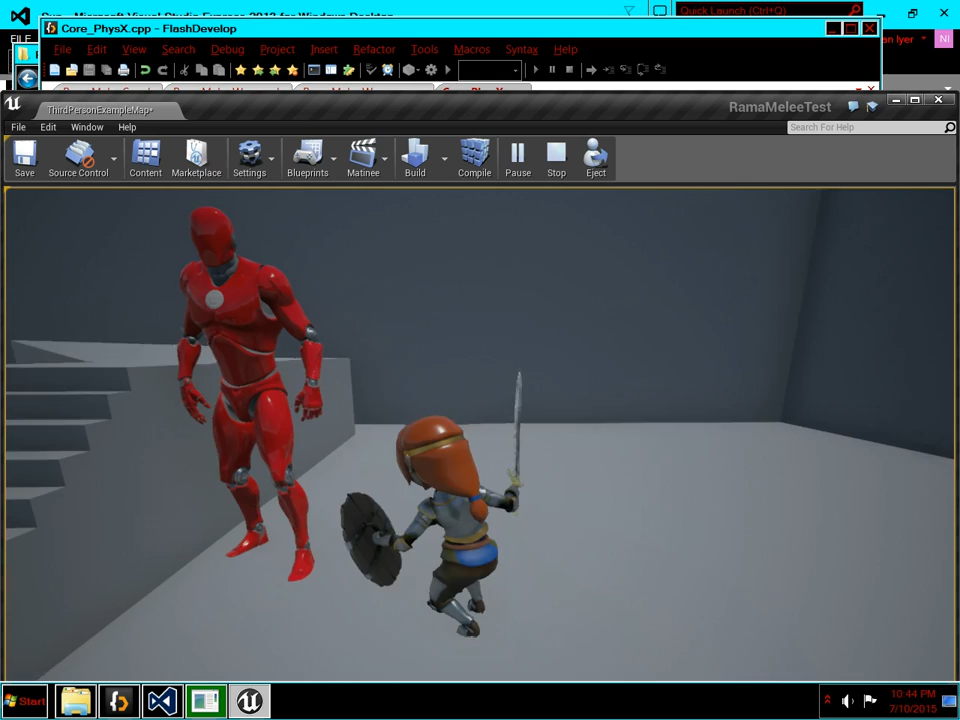 Quick Launch (Ctrl+Q)
Core_PhysX.cpp - FlashDevelop
FILE
File Edit View Search Debug Project Insert Refactor Tools Macros Syntax Help
NI
ThirdPersonExampleMap*
RamaMeleeTest
File Edit Window Help
Search For Help
Save Source Control Content Marketplace Settings Blueprints Matinee Build Compile Pause Stop Eject
Start
10:44 PM
7/10/2015